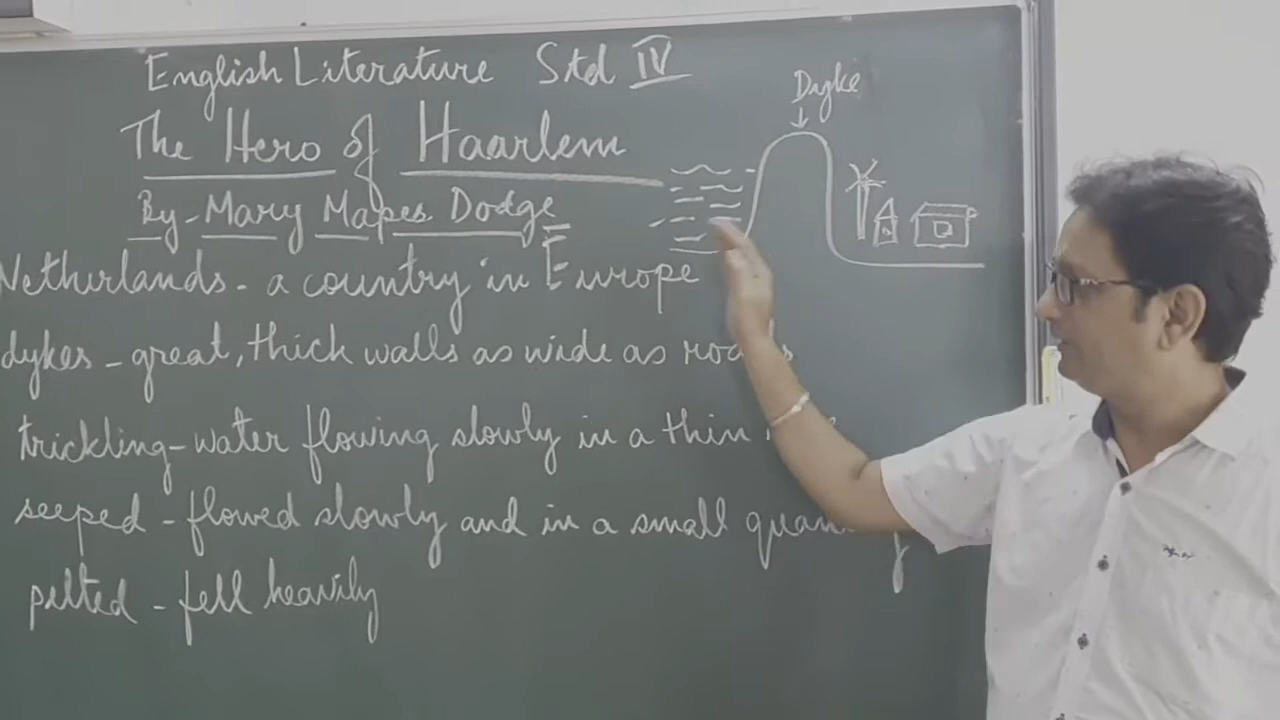 English Literature Std IV
The Hero of Haarlem
By - Mary Mapes Dodge
Dyke
Netherlands - a country in Europe
dykes - great, thick walls as wide as
trickling - water flowing slowly in a thin
seeped - flowed slowly and in a small
pelted - fell heavily